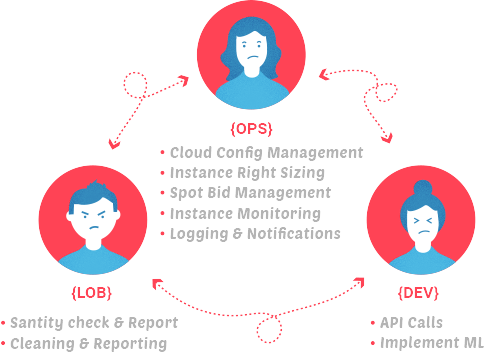 {OPS}
• Cloud Config Management
• Instance Right Sizing
• Spot Bid Management
• Instance Monitoring
• Logging & Notifications
{LOB}
• Santity check & Report
• Cleaning & Reporting
{DEV}
• API Calls
• Implement ML